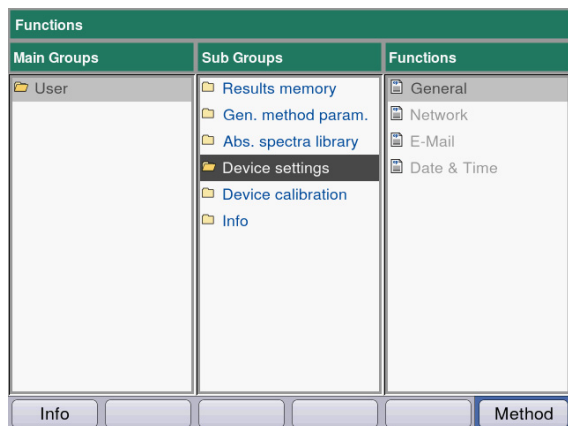 Functions
Main Groups
Sub Groups
Functions
User
Results memory
Gen. method param.
Abs. spectra library
Device settings
Device calibration
Info
General
Network
E-Mail
Date & Time
Info
Method